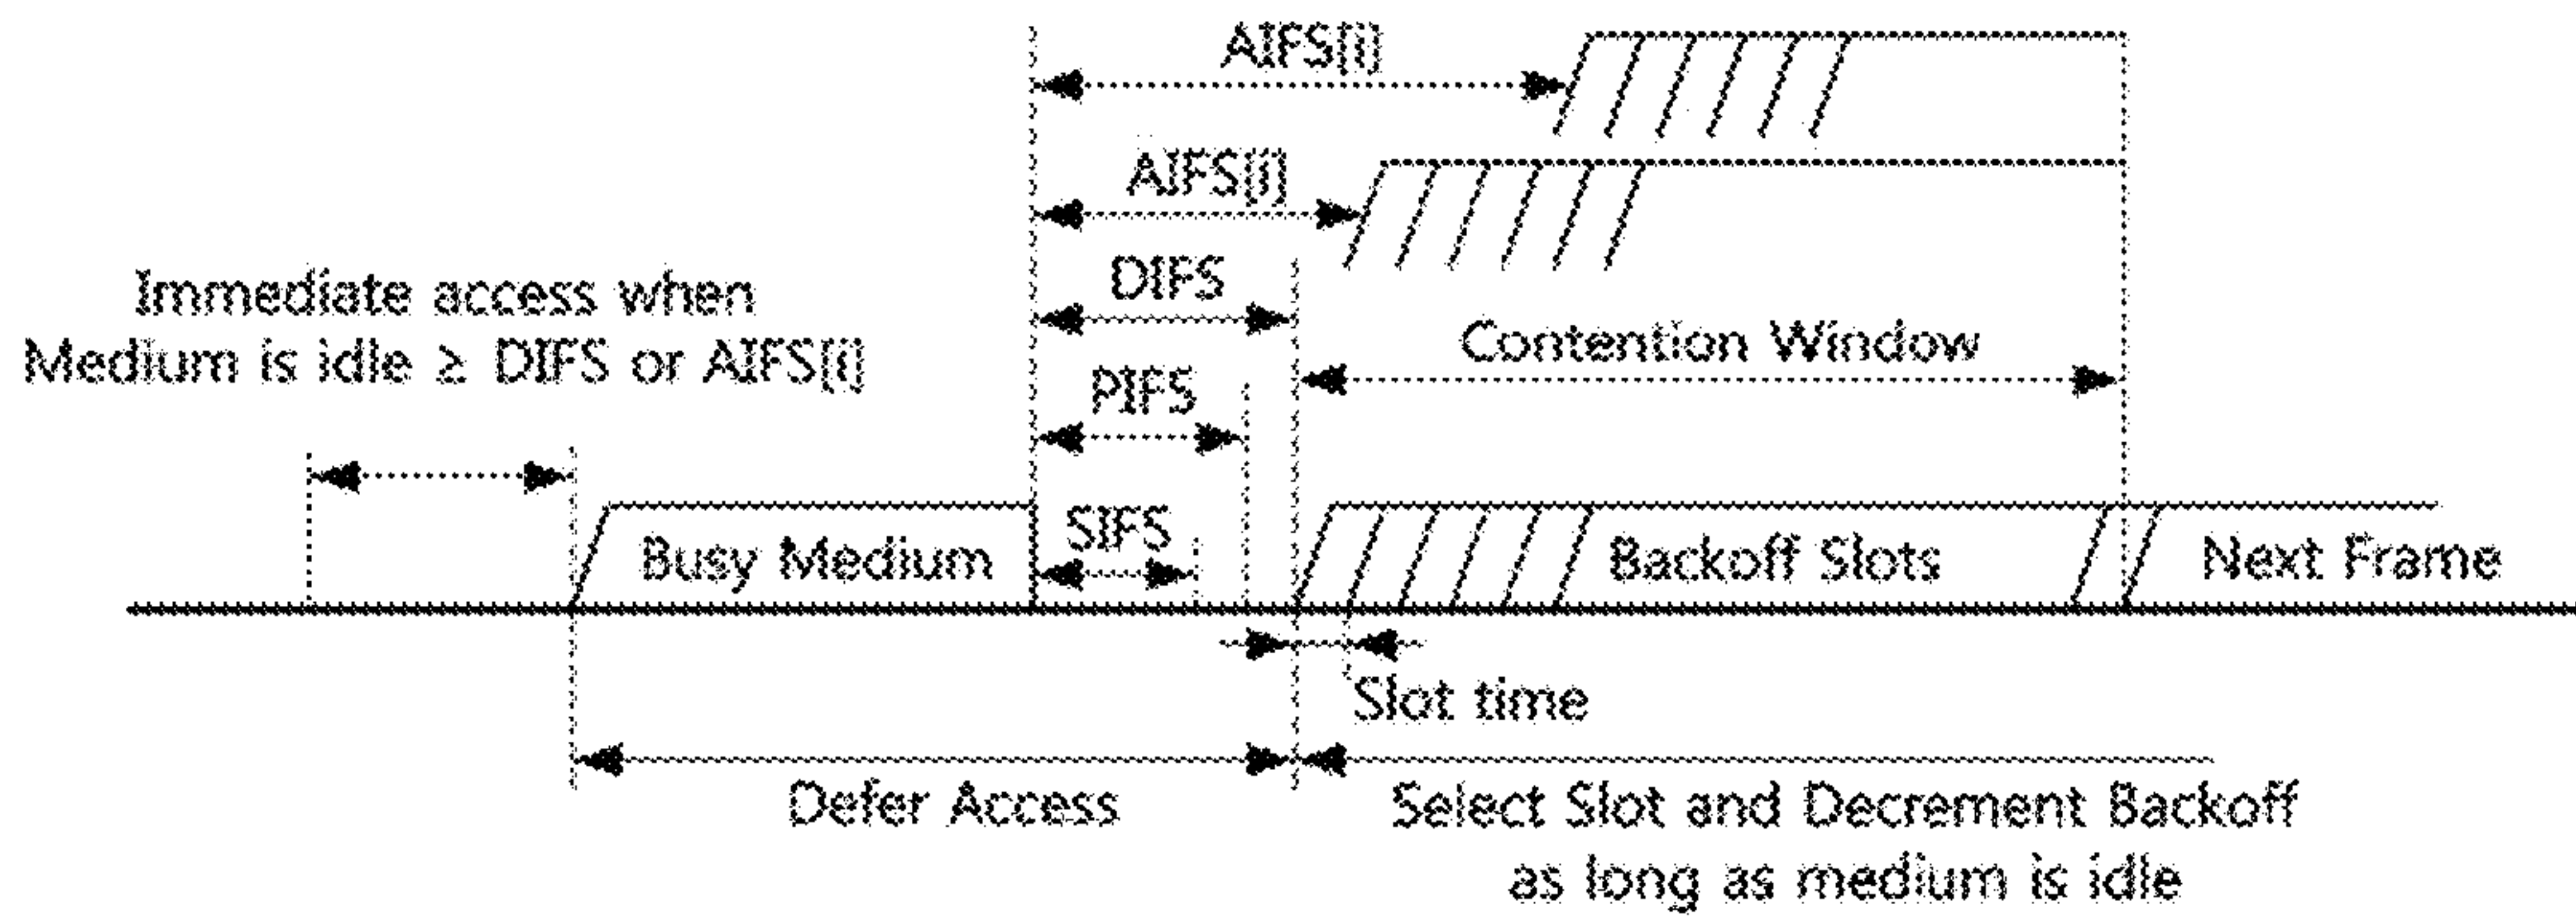 AIFS[i]
AIFS[j]
DIFS
Immediate access when
Medium is idle ≥ DIFS or AIFS[i]
Contention Window
PIFS
SIFS
Busy Medium
Backoff Slots
Next Frame
Slot time
Defer Access
Select Slot and Decrement Backoff
as long as medium is idle